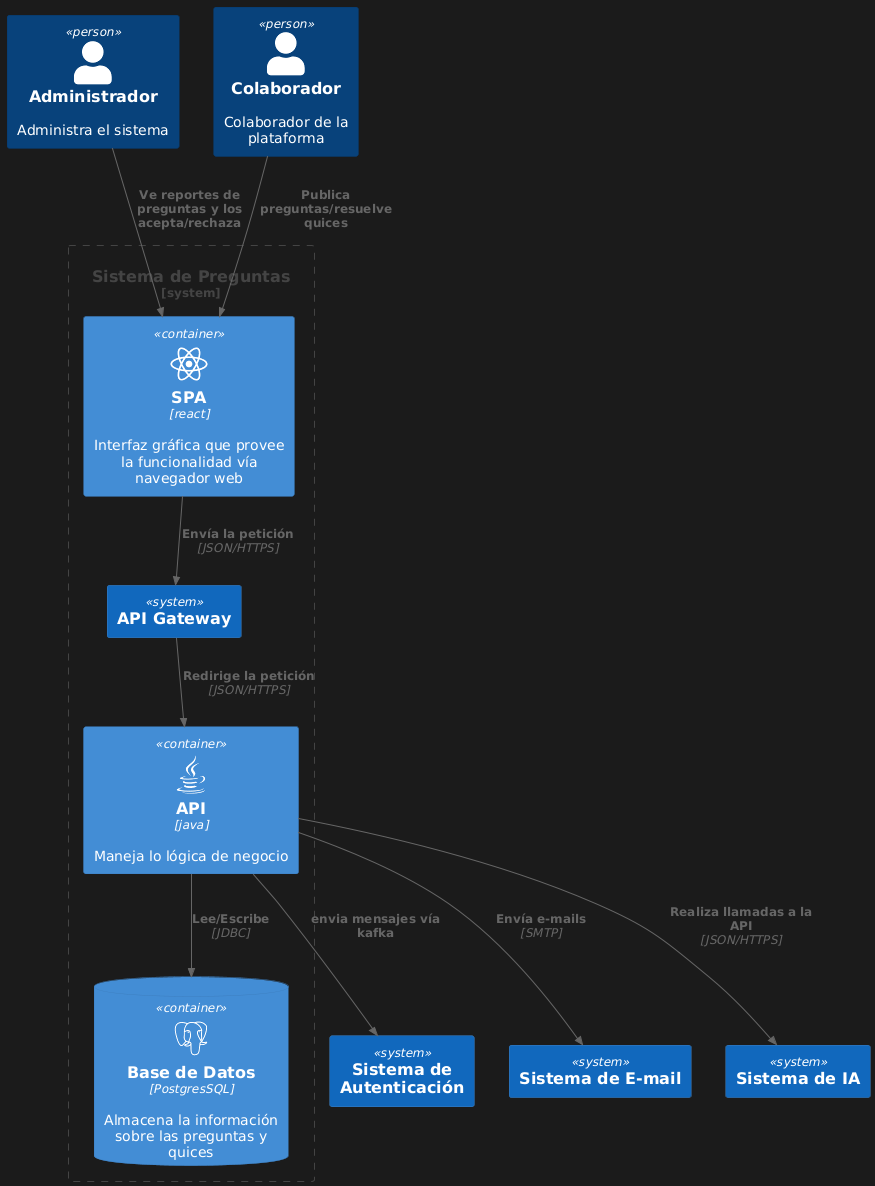 «person»
Administrador
Administra el sistema
«person»
Colaborador
Colaborador de la
plataforma
Ve reportes de
preguntas y los
acepta/rechaza
Publica
preguntas/resuelve
quices
Sistema de Preguntas
[system]
«container»
SPA
[react]
Interfaz gráfica que provee
la funcionalidad vía
navegador web
Envía la petición
[JSON/HTTPS]
«system»
API Gateway
Redirige la petición
[JSON/HTTPS]
«container»
API
[java]
Maneja lo lógica de negocio
Lee/Escribe
[JDBC]
envia mensajes vía
kafka
Envía e-mails
[SMTP]
Realiza llamadas a la
API
[JSON/HTTPS]
«container»
Base de Datos
[PostgresSQL]
Almacena la información
sobre las preguntas y
quices
«system»
Sistema de
Autenticación
«system»
Sistema de E-mail
«system»
Sistema de IA